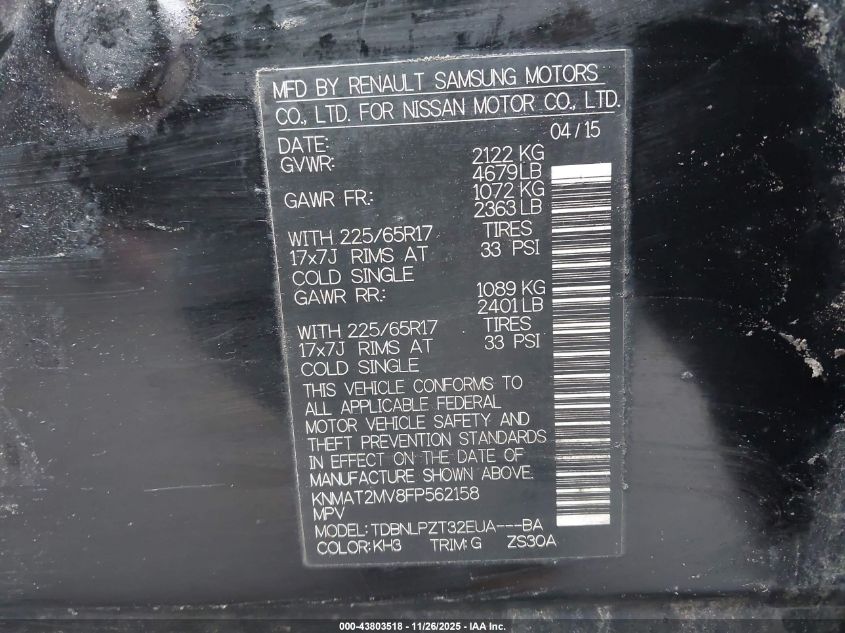 MFD BY RENAULT SAMSUNG MOTORS
CO., LTD. FOR NISSAN MOTOR CO., LTD.
DATE: 04/15
GVWR: 2122 KG
4679LB
GAWR FR: 1072 KG
2363 LB
WITH 225/65R17 TIRES
17x7J RIMS AT 33 PSI
COLD SINGLE
GAWR RR: 1089 KG
2401LB
WITH 225/65R17 TIRES
17x7J RIMS AT 33 PSI
COLD SINGLE
THIS VEHICLE CONFORMS TO
ALL APPLICABLE FEDERAL
MOTOR VEHICLE SAFETY AND
THEFT PREVENTION STANDARDS
IN EFFECT ON THE DATE OF
MANUFACTURE SHOWN ABOVE.
KNMAT2MV8FP562158
MPV
MODEL: TDBNLPZT32EUA---BA
COLOR: KH3 TRIM: G ZS30A
000-43803518 - 11/26/2025 - IAA Inc.